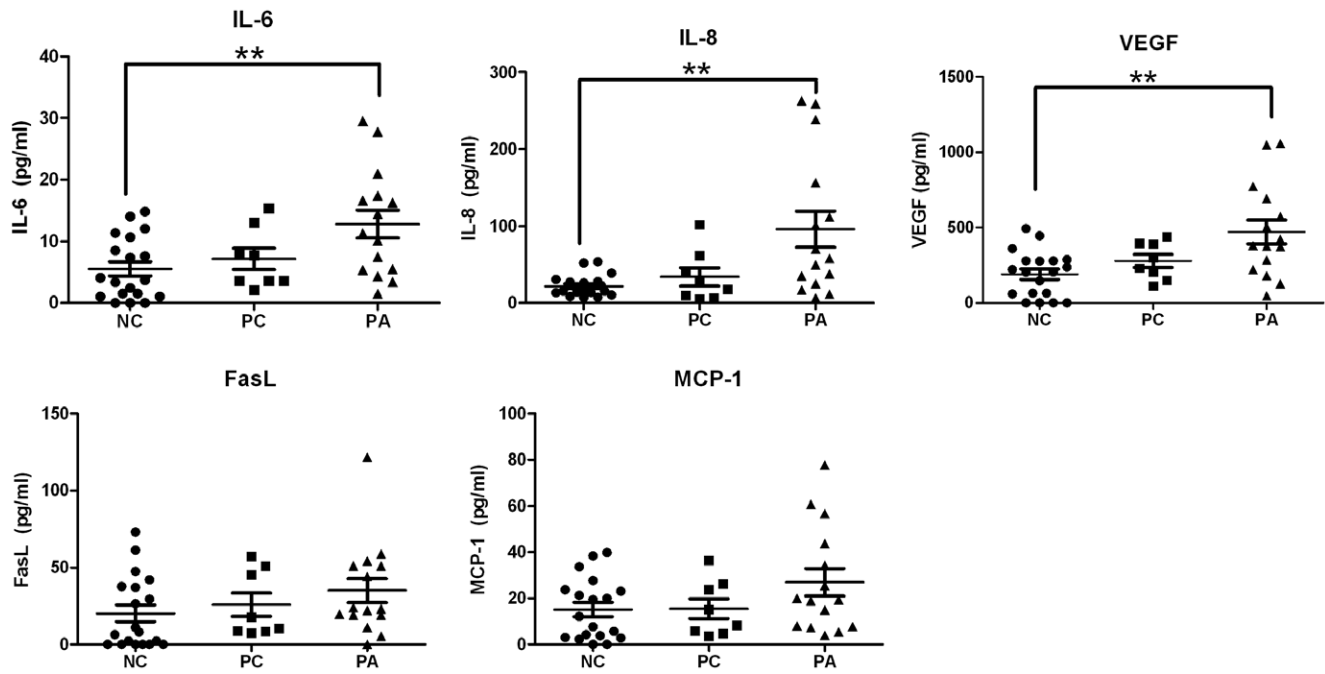 IL-6
**
IL-6 (pg/ml)
40
30
20
10
0
NC PC PA
IL-8
**
IL-8 (pg/ml)
300
200
100
0
NC PC PA
VEGF
**
VEGF (pg/ml)
1500
1000
500
0
NC PC PA
FasL
FasL (pg/ml)
150
100
50
0
NC PC PA
MCP-1
MCP-1 (pg/ml)
100
80
60
40
20
0
NC PC PA